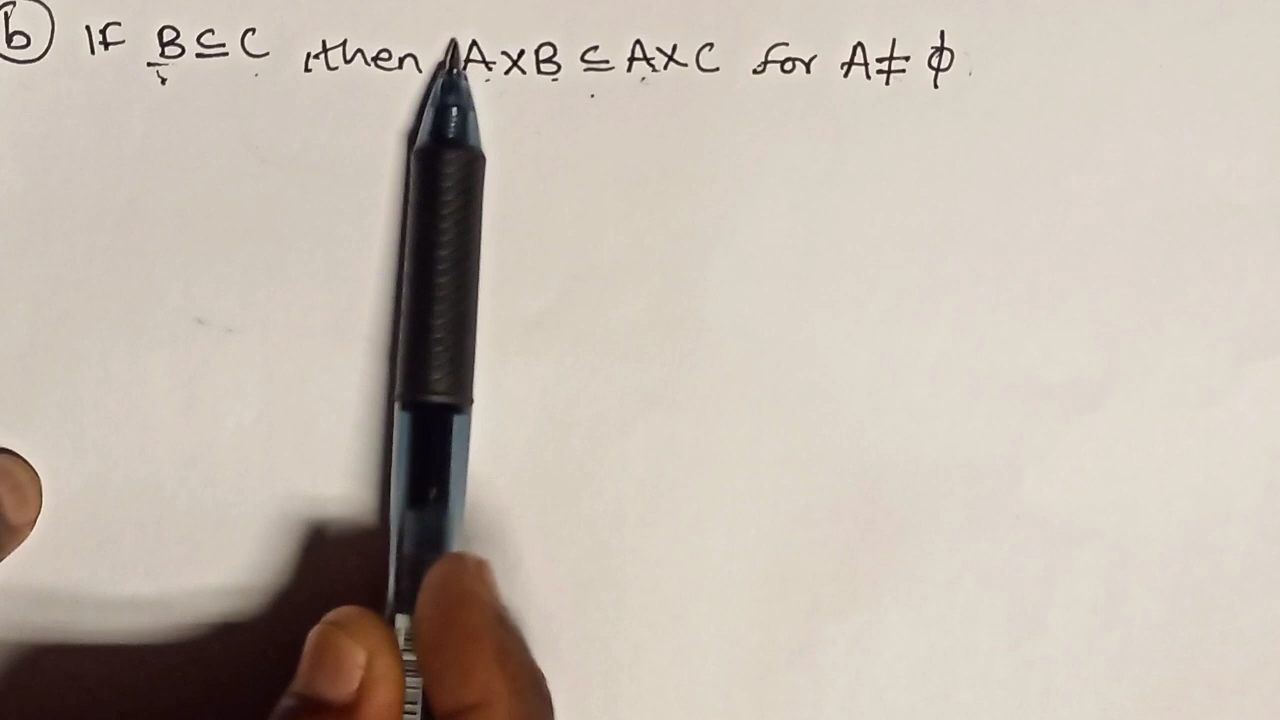 (b) If B ⊆ C, then A×B ⊆ A×C for A ≠ ϕ